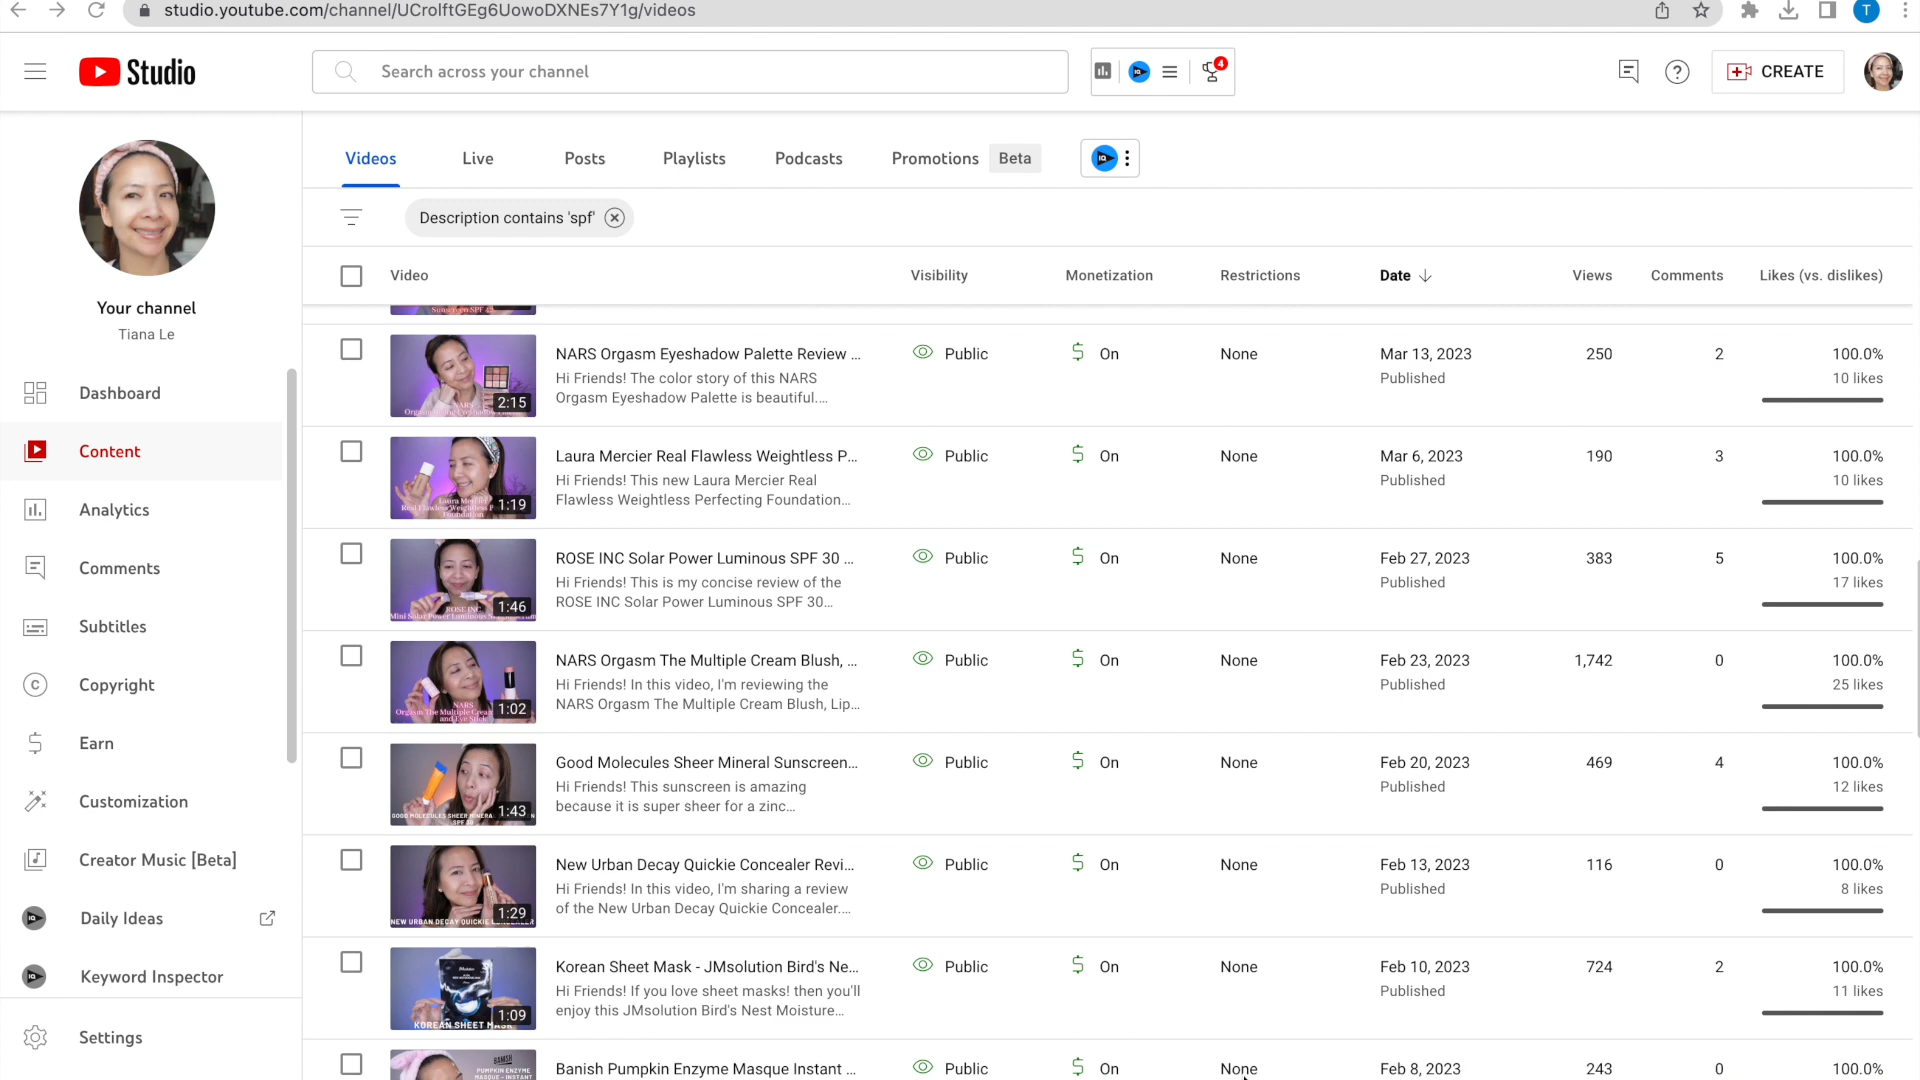 studio.youtube.com/channel/UCrolftGEg6UowoDXNEs7Y1g/videos
T
Studio
Search across your channel
4
CREATE
Videos
Live
Posts
Playlists
Podcasts
Promotions
Beta
Description contains 'spf'
Your channel
Tiana Le
Dashboard
Content
Analytics
Comments
Subtitles
Copyright
Earn
Customization
Creator Music [Beta]
Daily Ideas
Keyword Inspector
Settings
Video Visibility Monetization Restrictions Date Views Comments Likes (vs. dislikes)
NARS Orgasm Eyeshadow Palette Review ... Public On None Mar 13, 2023 250 2 100.0%
Hi Friends! The color story of this NARS Published 10 likes
Orgasm Eyeshadow Palette is beautiful....
2:15
Laura Mercier Real Flawless Weightless P... Public On None Mar 6, 2023 190 3 100.0%
Hi Friends! This new Laura Mercier Real Published 10 likes
Flawless Weightless Perfecting Foundation...
1:19
ROSE INC Solar Power Luminous SPF 30 ... Public On None Feb 27, 2023 383 5 100.0%
Hi Friends! This is my concise review of the Published 17 likes
ROSE INC Solar Power Luminous SPF 30...
1:46
NARS Orgasm The Multiple Cream Blush, ... Public On None Feb 23, 2023 1,742 0 100.0%
Hi Friends! In this video, I'm reviewing the Published 25 likes
NARS Orgasm The Multiple Cream Blush, Lip...
1:02
Good Molecules Sheer Mineral Sunscreen... Public On None Feb 20, 2023 469 4 100.0%
Hi Friends! This sunscreen is amazing Published 12 likes
because it is super sheer for a zinc...
1:43
New Urban Decay Quickie Concealer Revi... Public On None Feb 13, 2023 116 0 100.0%
Hi Friends! In this video, I'm sharing a review Published 8 likes
of the New Urban Decay Quickie Concealer....
1:29
Korean Sheet Mask - JMsolution Bird's Ne... Public On None Feb 10, 2023 724 2 100.0%
Hi Friends! If you love sheet masks! then you'll Published 11 likes
enjoy this JMsolution Bird's Nest Moisture...
1:09
KOREAN SHEET MASK
BANISH
PUMPKIN ENZYME
MASQUE - INSTANT
Banish Pumpkin Enzyme Masque Instant ... Public On None Feb 8, 2023 243 0 100.0%